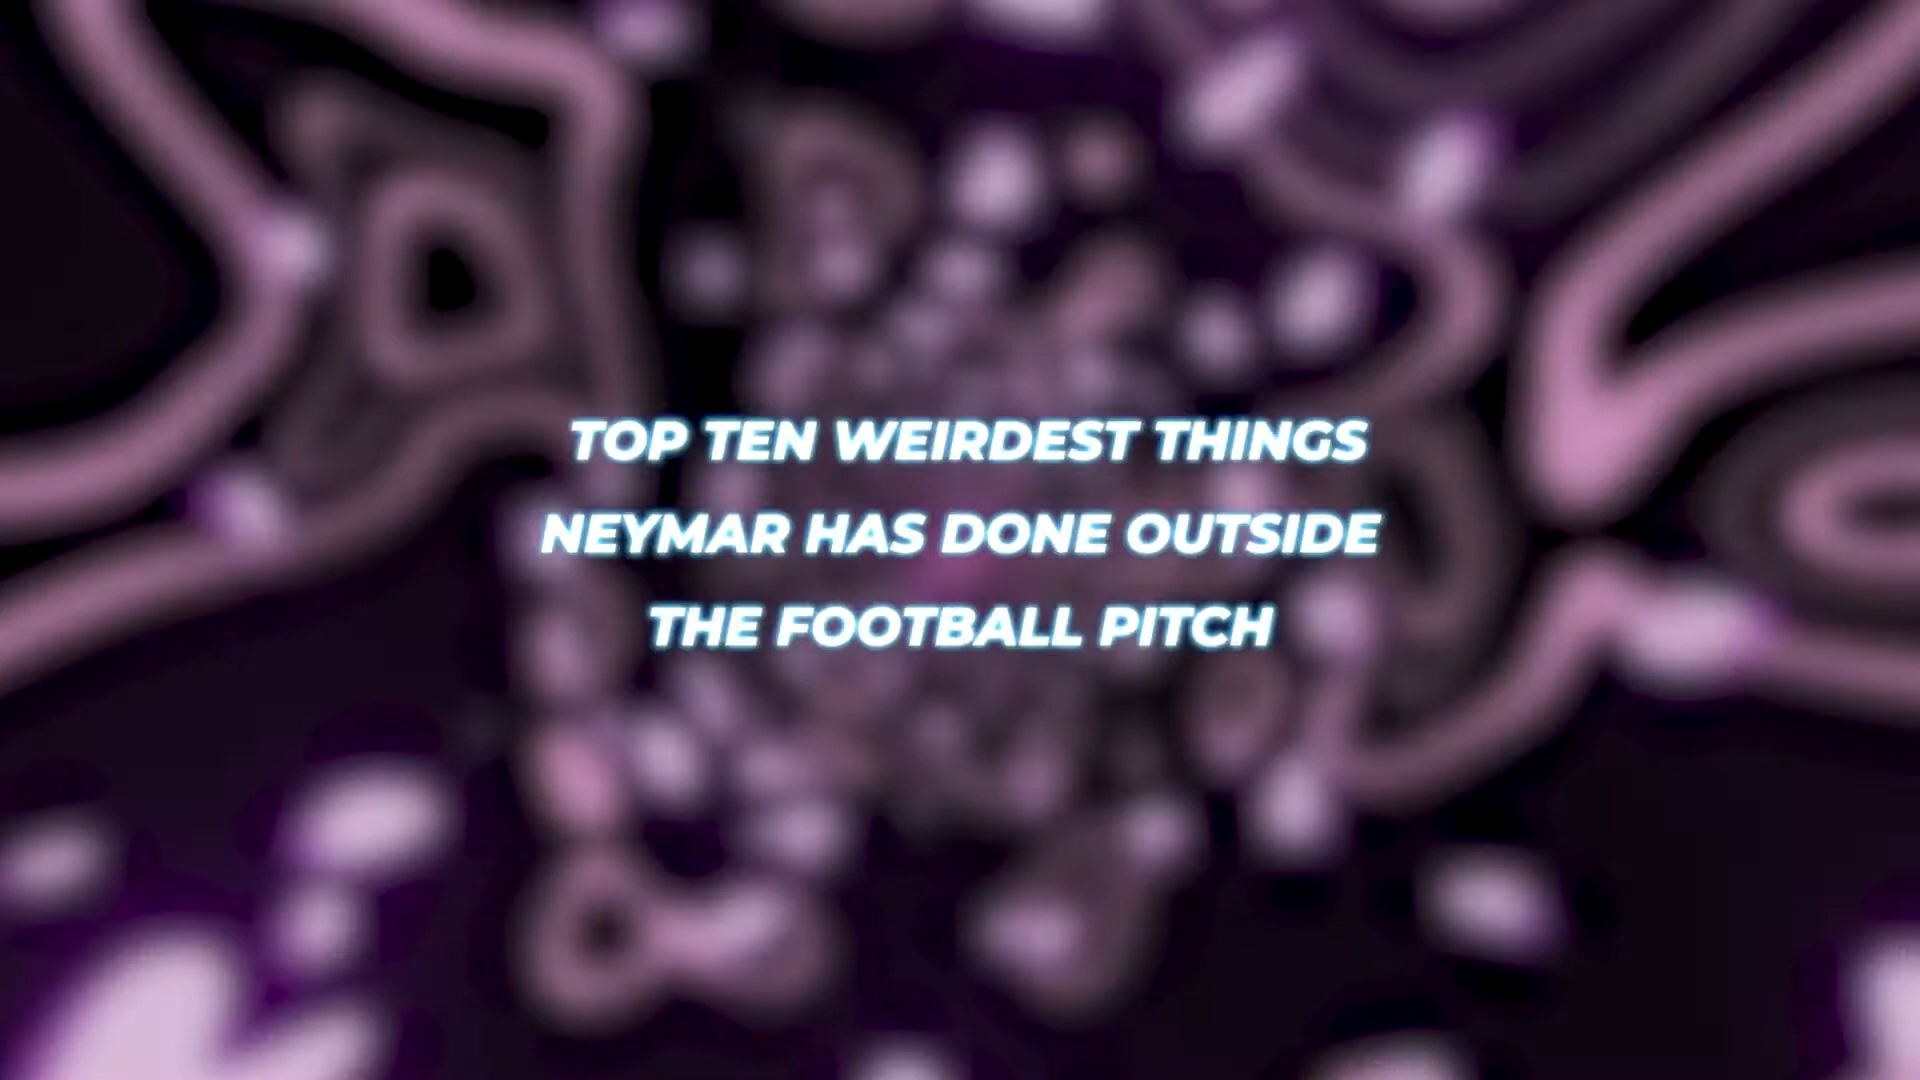 TOP TEN WEIRDEST THINGS
NEYMAR HAS DONE OUTSIDE
THE FOOTBALL PITCH